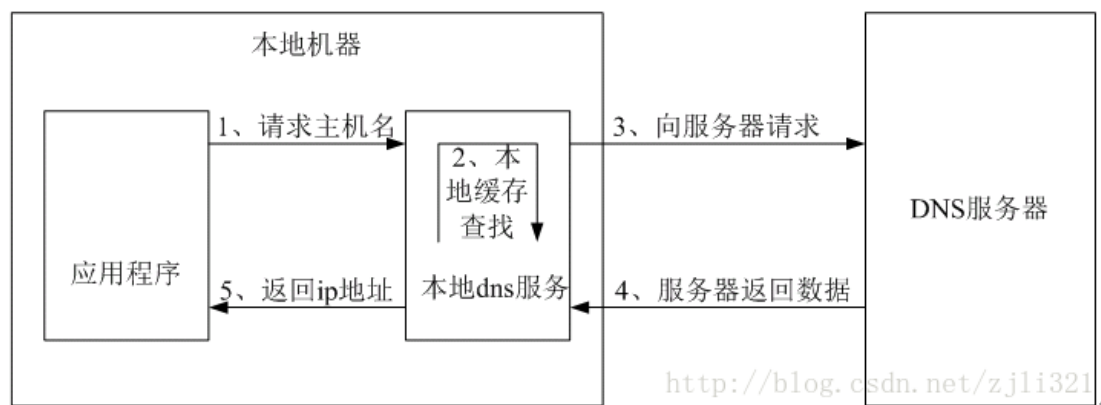 本地机器
1、请求主机名
3、向服务器请求
2、本
地缓存
查找
DNS服务器
应用程序
本地dns服务
5、返回ip地址
4、服务器返回数据
http://blog.csdn.net/zjli321